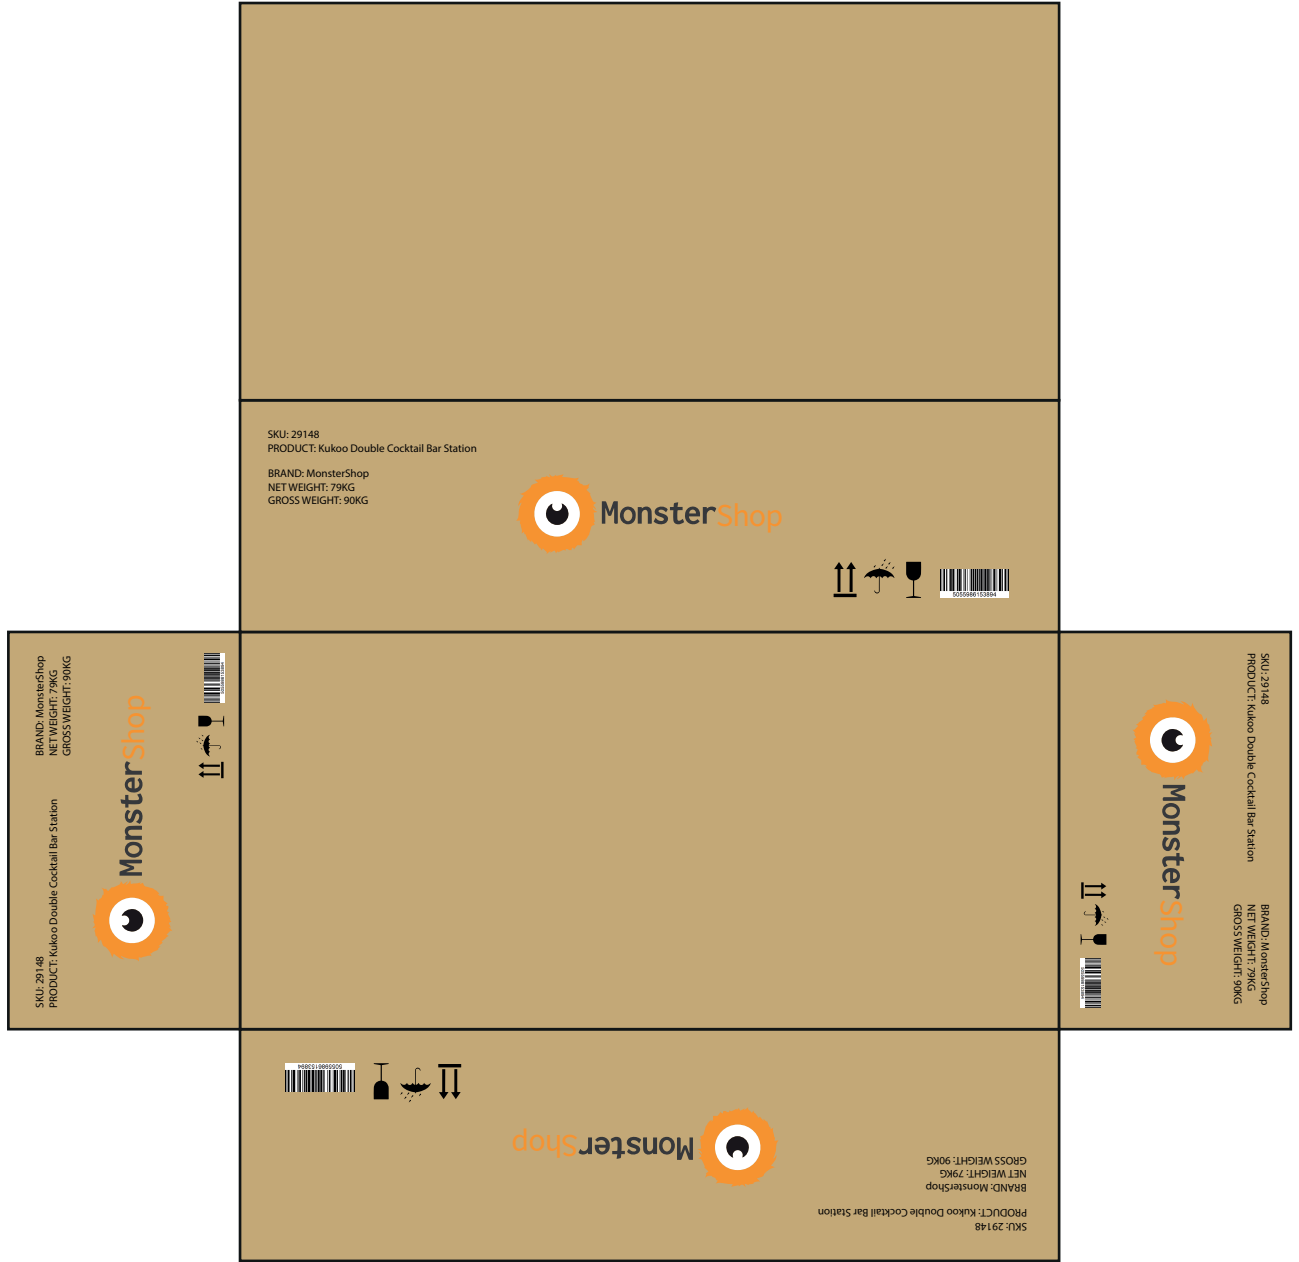 SKU: 29148
PRODUCT: Kukoo Double Cocktail Bar Station
BRAND: MonsterShop
NET WEIGHT: 79KG
GROSS WEIGHT: 90KG
MonsterShop
5055986153894
SKU: 29148
PRODUCT: Kukoo Double Cocktail Bar Station
BRAND: MonsterShop
NET WEIGHT: 79KG
GROSS WEIGHT: 90KG
MonsterShop
SKU: 29148
PRODUCT: Kukoo Double Cocktail Bar Station
BRAND: MonsterShop
NET WEIGHT: 79KG
GROSS WEIGHT: 90KG
MonsterShop
SKU: 29148
PRODUCT: Kukoo Double Cocktail Bar Station
BRAND: MonsterShop
NET WEIGHT: 79KG
GROSS WEIGHT: 90KG
MonsterShop
5055986153894